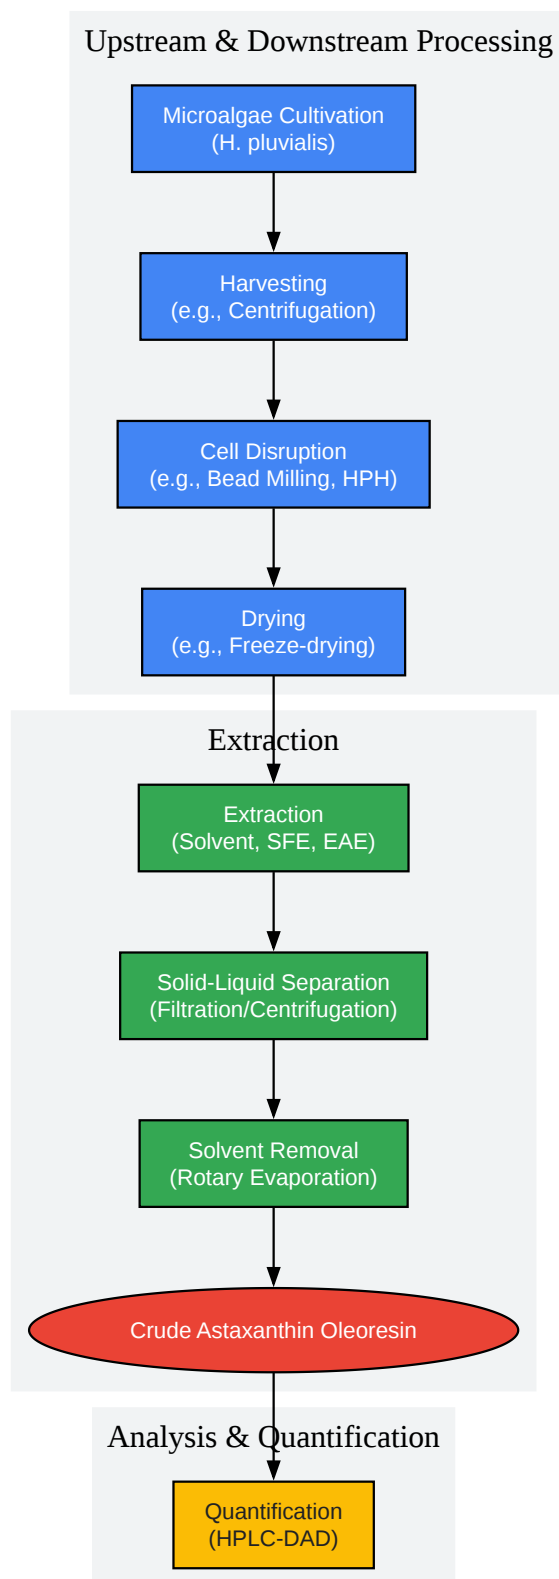 Upstream & Downstream Processing
Microalgae Cultivation
(H. pluvialis)
Harvesting
(e.g., Centrifugation)
Cell Disruption
(e.g., Bead Milling, HPH)
Drying
(e.g., Freeze-drying)
Extraction
Extraction
(Solvent, SFE, EAE)
Solid-Liquid Separation
(Filtration/Centrifugation)
Solvent Removal
(Rotary Evaporation)
Crude Astaxanthin Oleoresin
Analysis & Quantification
Quantification
(HPLC-DAD)